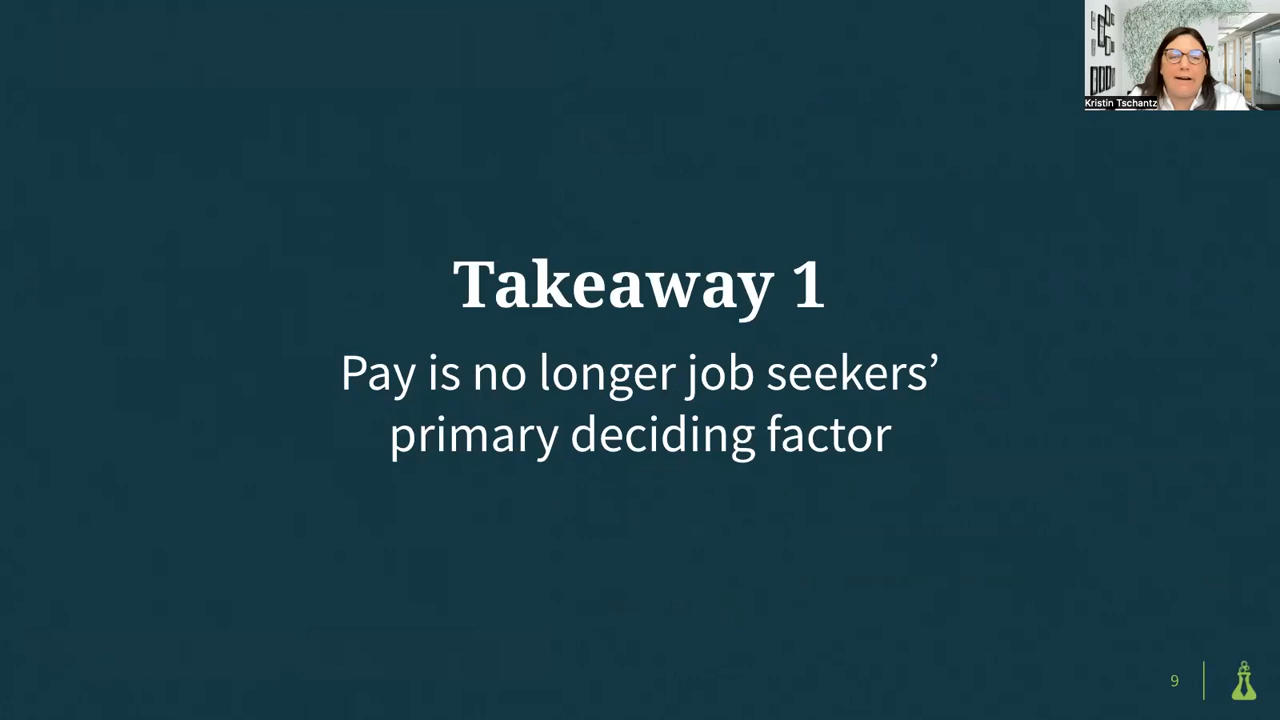 Kristin Tschantz
Takeaway 1
Pay is no longer job seekers’
primary deciding factor
9